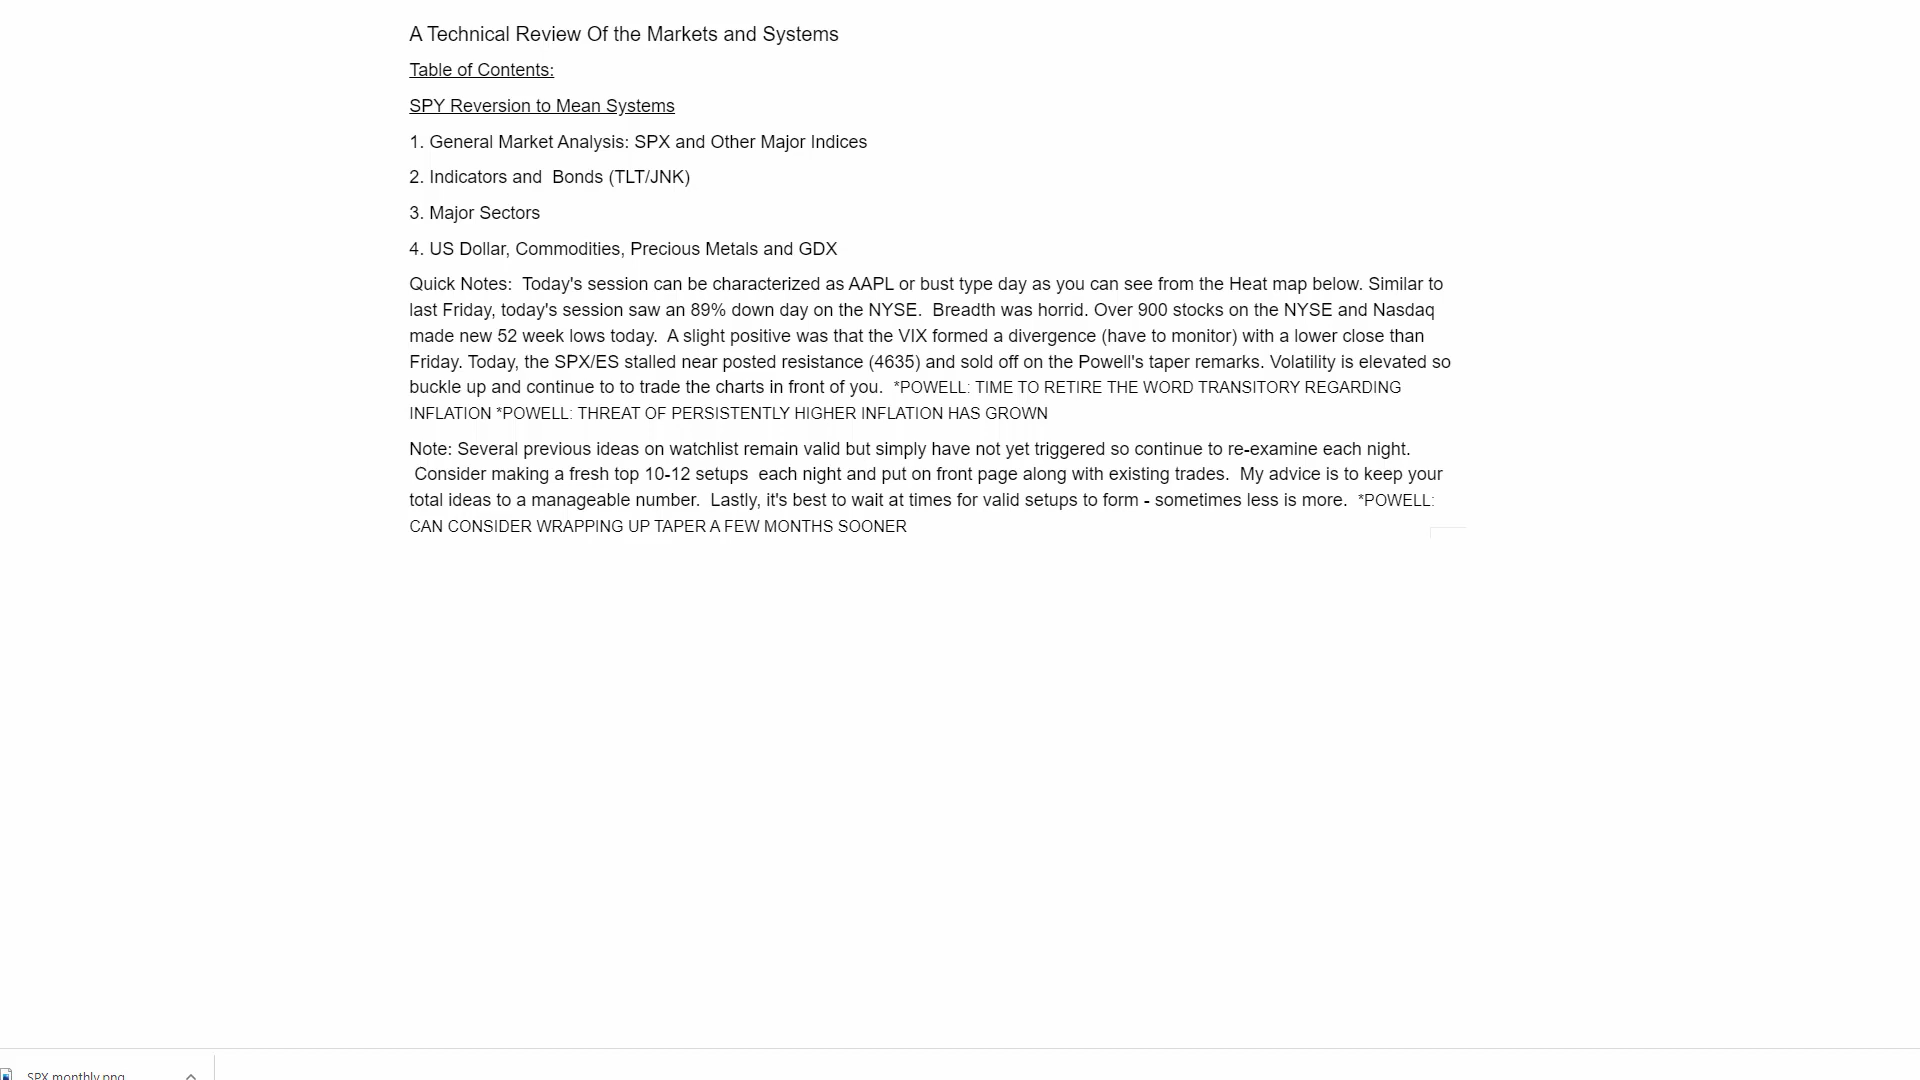 A Technical Review Of the Markets and Systems
Table of Contents:
SPY Reversion to Mean Systems
1. General Market Analysis: SPX and Other Major Indices
2. Indicators and  Bonds (TLT/JNK)
3. Major Sectors
4. US Dollar, Commodities, Precious Metals and GDX
Quick Notes:  Today's session can be characterized as AAPL or bust type day as you can see from the Heat map below. Similar to
last Friday, today's session saw an 89% down day on the NYSE.  Breadth was horrid. Over 900 stocks on the NYSE and Nasdaq
made new 52 week lows today.  A slight positive was that the VIX formed a divergence (have to monitor) with a lower close than
Friday. Today, the SPX/ES stalled near posted resistance (4635) and sold off on the Powell's taper remarks. Volatility is elevated so
buckle up and continue to to trade the charts in front of you.  *POWELL: TIME TO RETIRE THE WORD TRANSITORY REGARDING
INFLATION *POWELL: THREAT OF PERSISTENTLY HIGHER INFLATION HAS GROWN
Note: Several previous ideas on watchlist remain valid but simply have not yet triggered so continue to re-examine each night.
Consider making a fresh top 10-12 setups  each night and put on front page along with existing trades.  My advice is to keep your
total ideas to a manageable number.  Lastly, it's best to wait at times for valid setups to form - sometimes less is more.  *POWELL:
CAN CONSIDER WRAPPING UP TAPER A FEW MONTHS SOONER
SPX monthly.png